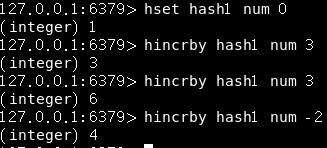 127.0.0.1:6379> hset hash1 num 0
(integer) 1
127.0.0.1:6379> hincrby hash1 num 3
(integer) 3
127.0.0.1:6379> hincrby hash1 num 3
(integer) 6
127.0.0.1:6379> hincrby hash1 num -2
(integer) 4